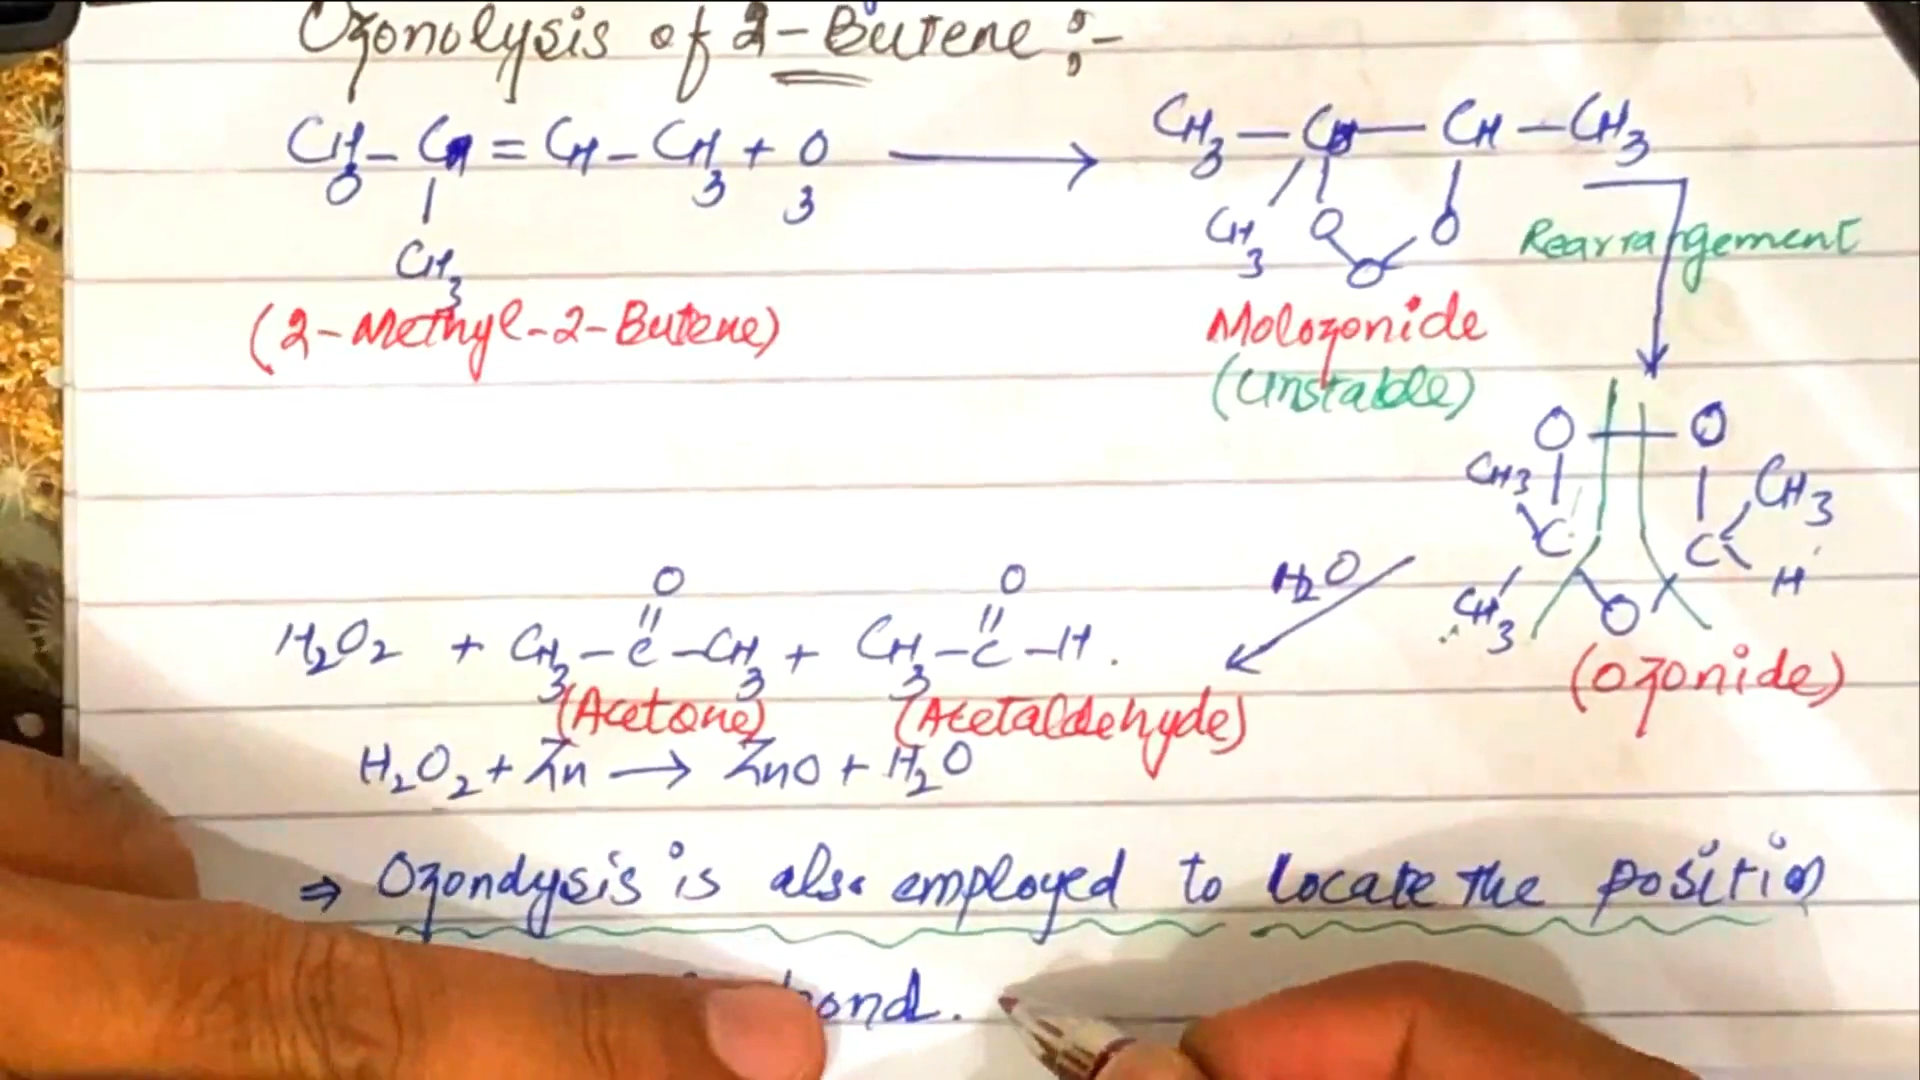 Ozonolysis of 2-Butene :-
CH3 - C = CH - CH3 + O3 ⟶ CH3 - C - CH - CH3
CH3
CH3 O O
O
Rearrangement
(2-Methyl-2-Butene)
Molozonide
(Unstable)
O - O
CH3 CH3
C C
CH3 O H
(Ozonide)
H2O
O O
H2O2 + CH3 - C - CH3 + CH3 - C - H.
(Acetone) (Acetaldehyde)
H2O2 + Zn ⟶ ZnO + H2O
⇒ Ozonolysis is also employed to locate the position
bond.